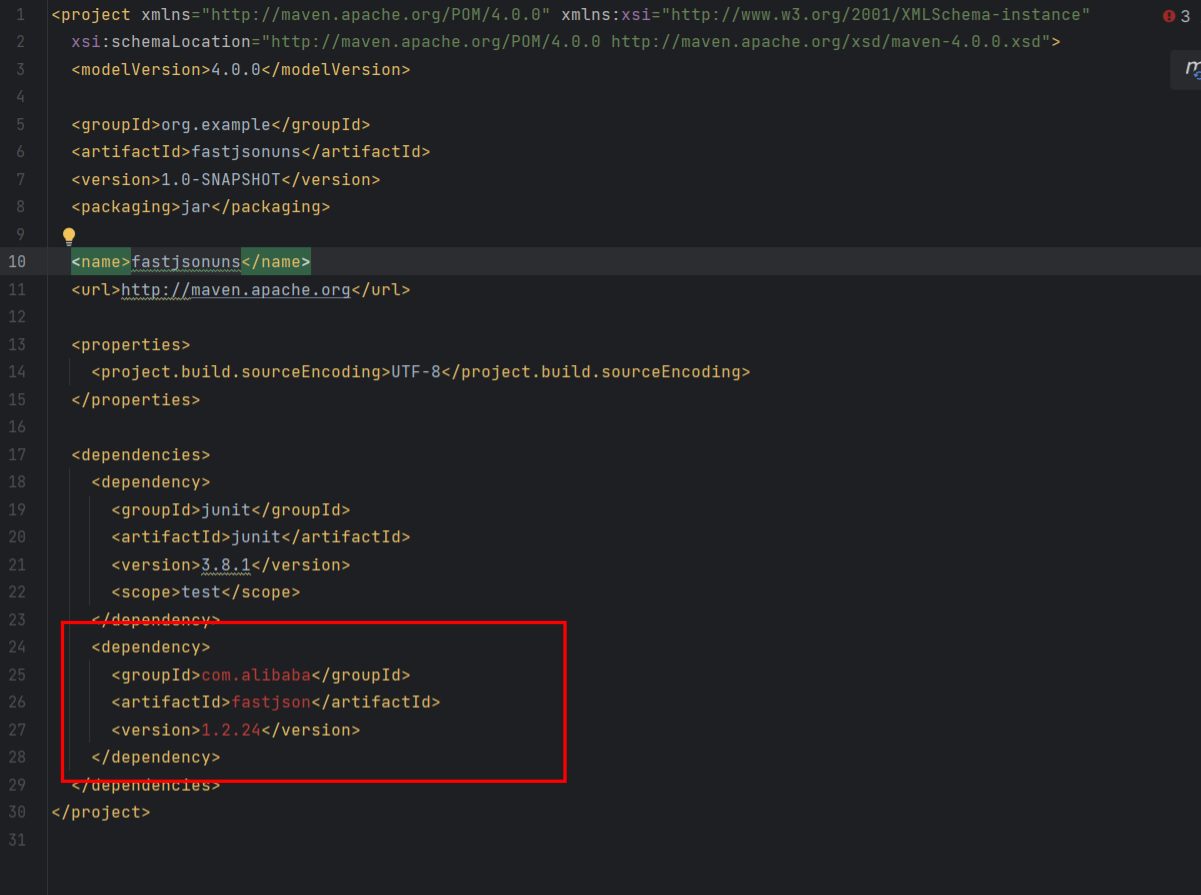 1 <project xmlns="http://maven.apache.org/POM/4.0.0" xmlns:xsi="http://www.w3.org/2001/XMLSchema-instance" 3
2 xsi:schemaLocation="http://maven.apache.org/POM/4.0.0 http://maven.apache.org/xsd/maven-4.0.0.xsd">
3 <modelVersion>4.0.0</modelVersion>
4
5 <groupId>org.example</groupId>
6 <artifactId>fastjsonuns</artifactId>
7 <version>1.0-SNAPSHOT</version>
8 <packaging>jar</packaging>
9
10 <name>fastjsonuns</name>
11 <url>http://maven.apache.org</url>
12
13 <properties>
14 <project.build.sourceEncoding>UTF-8</project.build.sourceEncoding>
15 </properties>
16
17 <dependencies>
18 <dependency>
19 <groupId>junit</groupId>
20 <artifactId>junit</artifactId>
21 <version>3.8.1</version>
22 <scope>test</scope>
23 </dependency>
24 <dependency>
25 <groupId>com.alibaba</groupId>
26 <artifactId>fastjson</artifactId>
27 <version>1.2.24</version>
28 </dependency>
29 </dependencies>
30 </project>
31